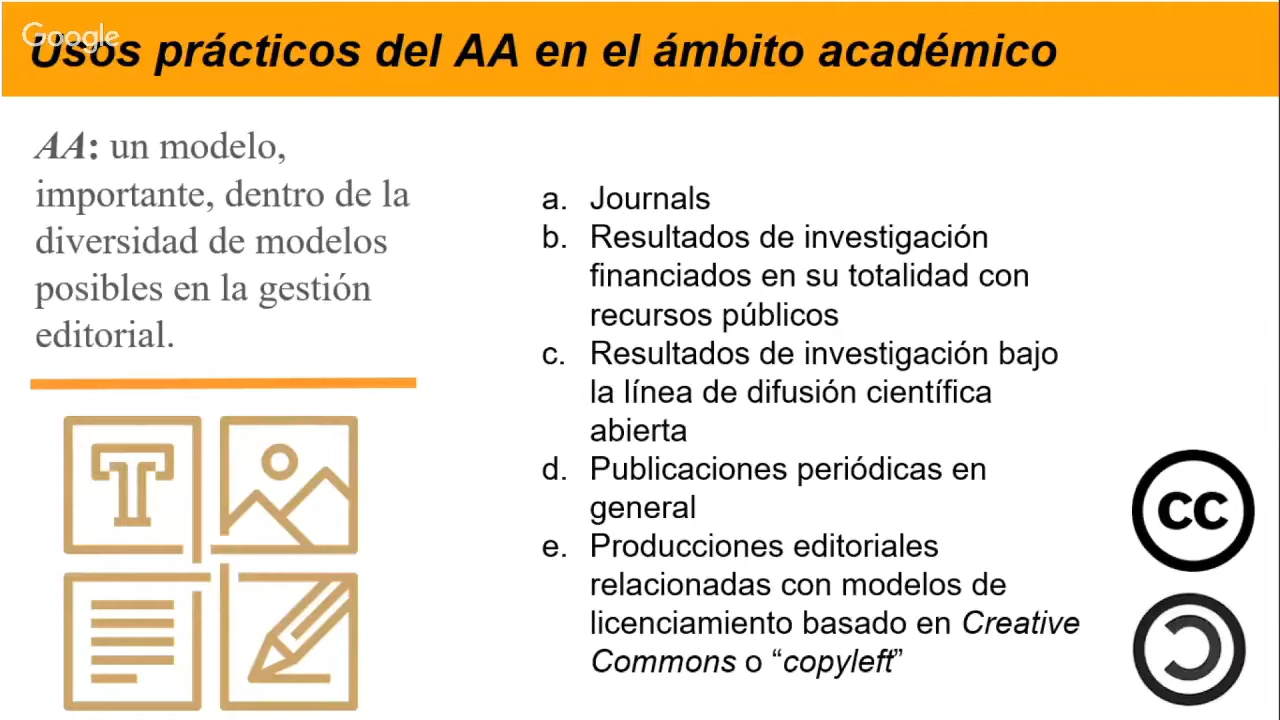 Google
Usos prácticos del AA en el ámbito académico
AA: un modelo,
importante, dentro de la
diversidad de modelos
posibles en la gestión
editorial.
a. Journals
b. Resultados de investigación
financiados en su totalidad con
recursos públicos
c. Resultados de investigación bajo
la línea de difusión científica
abierta
d. Publicaciones periódicas en
general
e. Producciones editoriales
relacionadas con modelos de
licenciamiento basado en Creative
Commons o “copyleft”
T
cc